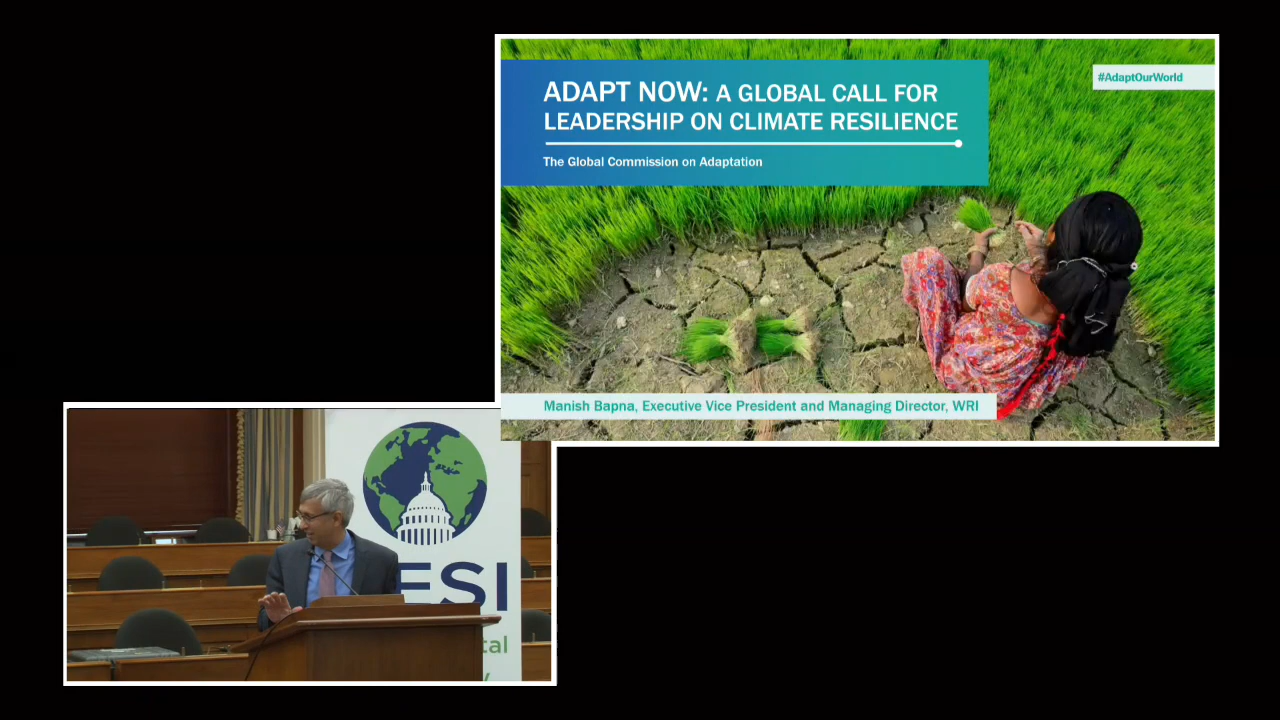 ADAPT NOW: A GLOBAL CALL FOR
LEADERSHIP ON CLIMATE RESILIENCE
The Global Commission on Adaptation
#AdaptOurWorld
Manish Bapna, Executive Vice President and Managing Director, WRI
ESI
tal
y